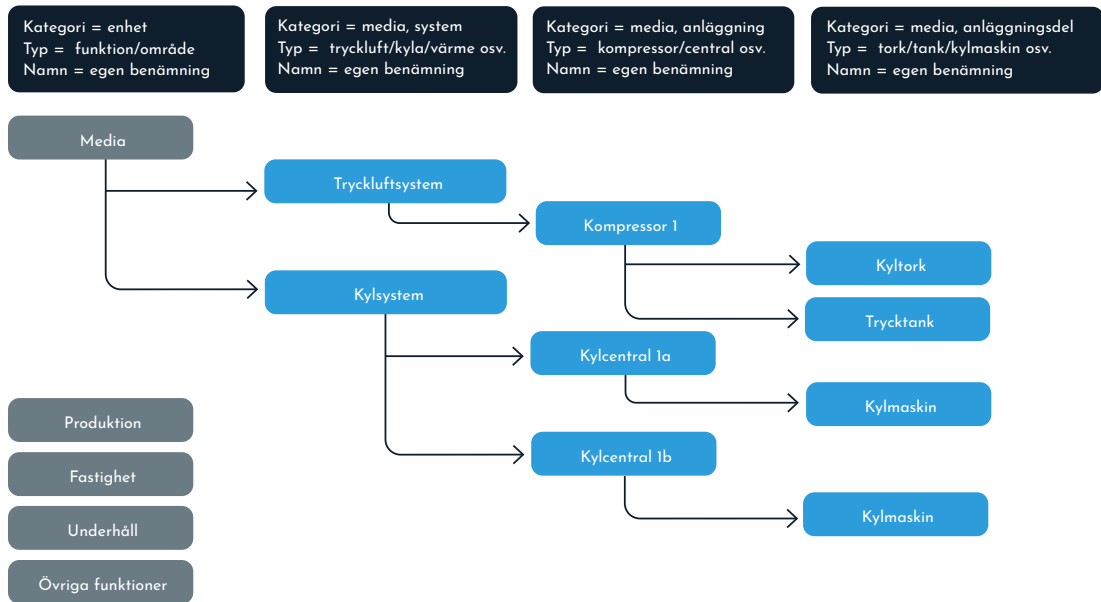 Kategori = enhet
Typ = funktion/område
Namn = egen benämning
Kategori = media, system
Typ = tryckluft/kyla/värme osv.
Namn = egen benämning
Kategori = media, anläggning
Typ = kompressor/central osv.
Namn = egen benämning
Kategori = media, anläggningsdel
Typ = tork/tank/kylmaskin osv.
Namn = egen benämning
Media
Tryckluftsystem
Kompressor 1
Kyltork
Trycktank
Kylsystem
Kylcentral 1a
Kylmaskin
Kylcentral 1b
Kylmaskin
Produktion
Fastighet
Underhåll
Övriga funktioner